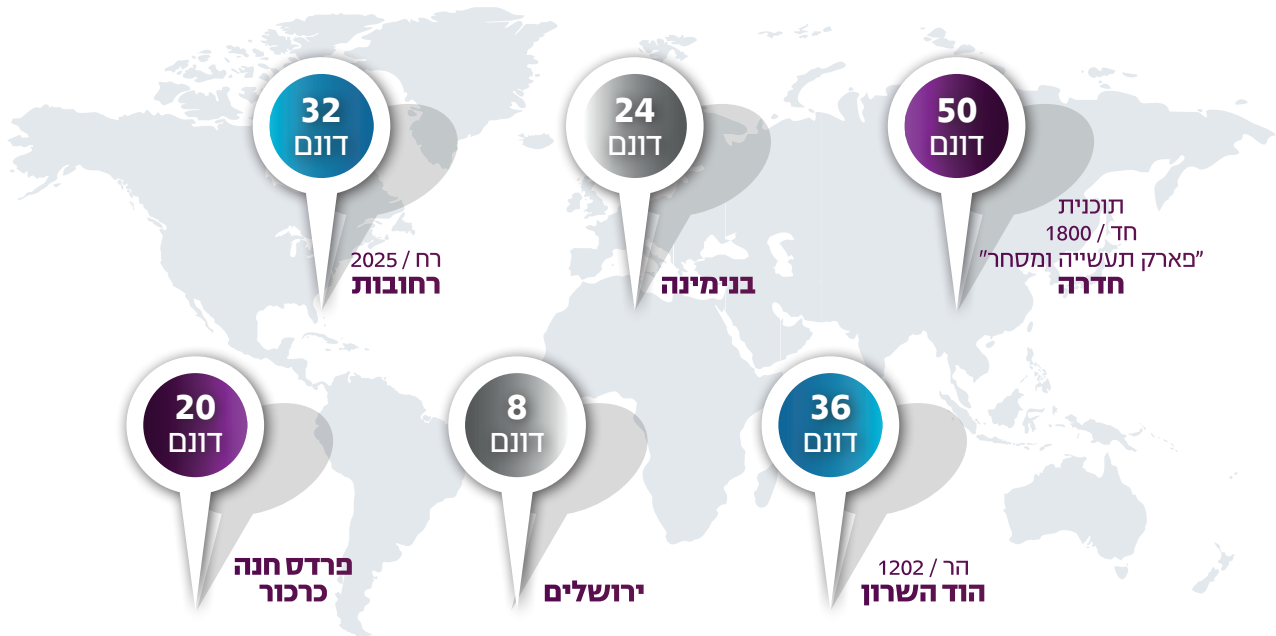 50
דונם
תוכנית
חד / 1800
"פארק תעשייה ומסחר"
חדרה
24
דונם
בנימינה
32
דונם
רח / 2025
רחובות
36
דונם
הר / 1202
הוד השרון
8
דונם
ירושלים
20
דונם
פרדס חנה
כרכור